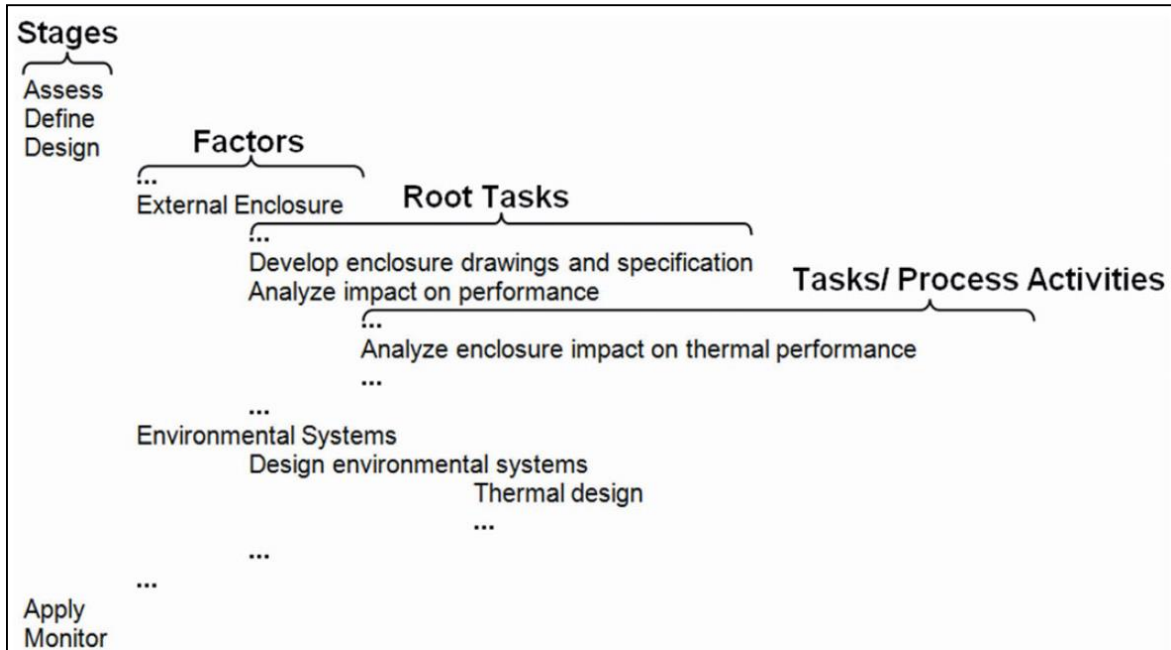 Stages
Assess
Define
Design
Factors
...
External Enclosure
Root Tasks
...
Develop enclosure drawings and specification
Analyze impact on performance
Tasks/ Process Activities
...
Analyze enclosure impact on thermal performance
...
...
Environmental Systems
Design environmental systems
Thermal design
...
...
...
Apply
Monitor